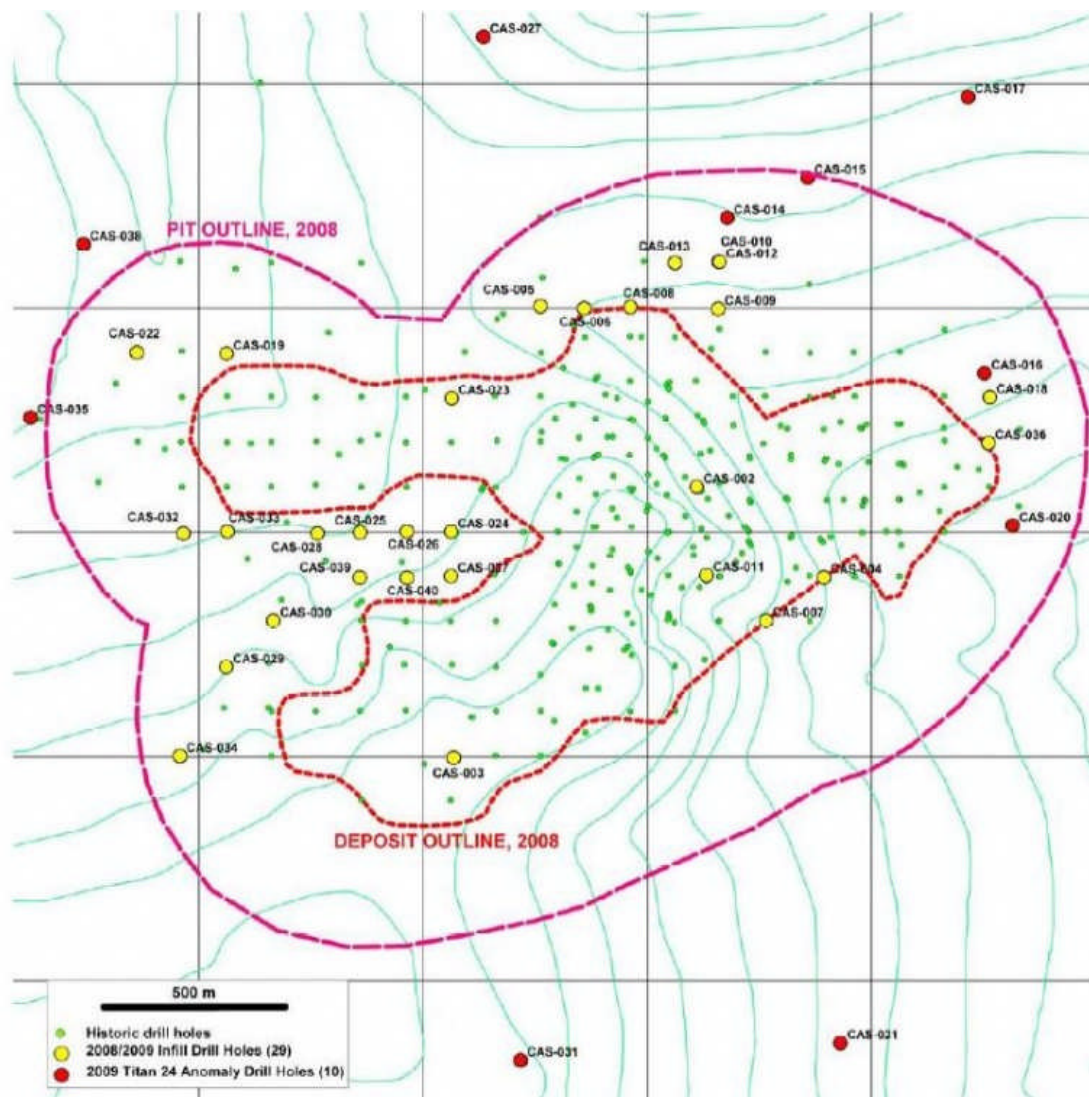 CAS-027
CAS-017
CAS-015
CAS-014
CAS-038
PIT OUTLINE, 2008
CAS-010
CAS-013
CAS-012
CAS-005
CAS-008
CAS-009
CAS-006
CAS-022
CAS-019
CAS-016
CAS-023
CAS-018
CAS-035
CAS-036
CAS-002
CAS-032
CAS-033
CAS-025
CAS-024
CAS-020
CAS-028
CAS-026
CAS-039
CAS-037
CAS-011
CAS-004
CAS-040
CAS-030
CAS-007
CAS-029
CAS-034
CAS-003
DEPOSIT OUTLINE, 2008
500 m
Historic drill holes
2008/2009 Infill Drill Holes (29)
2009 Titan 24 Anomaly Drill Holes (10)
CAS-031
CAS-021